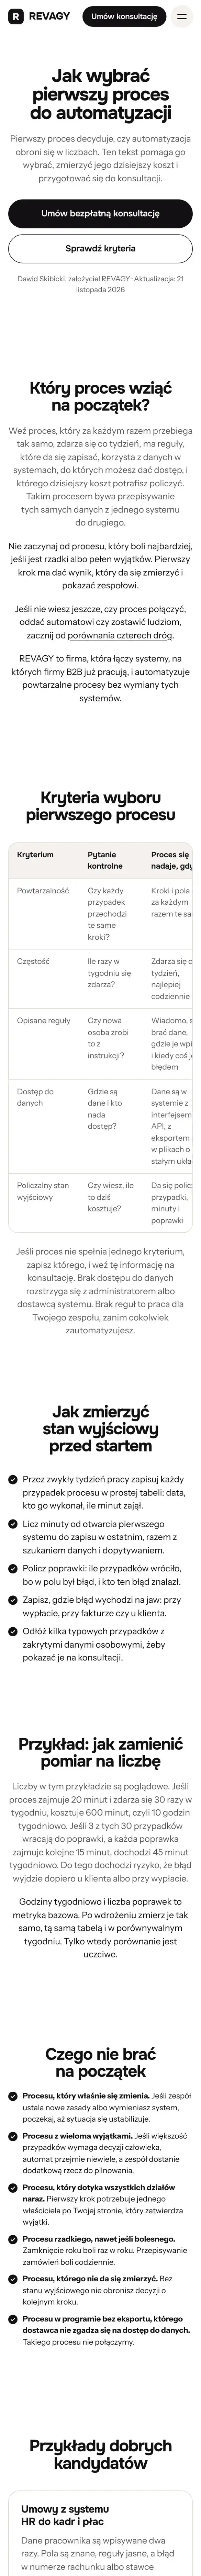 R REVAGY
Umów konsultację
Jak wybrać
pierwszy proces
do automatyzacji
Pierwszy proces decyduje, czy automatyzacja
obroni się w liczbach. Ten tekst pomaga go
wybrać, zmierzyć jego dzisiejszy koszt i
przygotować się do konsultacji.
Umów bezpłatną konsultację
Sprawdź kryteria
Dawid Skibicki, założyciel REVAGY · Aktualizacja: 21
listopada 2026
Który proces wziąć
na początek?
Weź proces, który za każdym razem przebiega
tak samo, zdarza się co tydzień, ma reguły,
które da się zapisać, korzysta z danych w
systemach, do których możesz dać dostęp, i
którego dzisiejszy koszt potrafisz policzyć.
Takim procesem bywa przepisywanie
tych samych danych z jednego systemu
do drugiego.
Nie zaczynaj od procesu, który boli najbardziej,
jeśli jest rzadki albo pełen wyjątków. Pierwszy
krok ma dać wynik, który da się zmierzyć i
pokazać zespołowi.
Jeśli nie wiesz jeszcze, czy proces połączyć,
oddać automatowi czy zostawić ludziom,
zacznij od porównania czterech dróg.
REVAGY to firma, która łączy systemy, na
których firmy B2B już pracują, i automatyzuje
powtarzalne procesy bez wymiany tych
systemów.
Kryteria wyboru
pierwszego procesu
Kryterium
Pytanie
kontrolne
Proces się
nadaje, gdy
Powtarzalność
Czy każdy
przypadek
przechodzi
te same
kroki?
Kroki i pola
za każdym
razem te
Częstość
Ile razy w
tygodniu się
zdarza?
Zdarza się
tydzień,
najlepiej
codziennie
Opisane reguły
Czy nowa
osoba zrobi
to z
instrukcji?
Wiadomo,
brać dane,
gdzie je
i kiedy coś
błędem
Dostęp do
danych
Gdzie są
dane i kto
nada
dostęp?
Dane są w
systemie z
interfejsem
API, z
eksportem
w plikach o
stałym
Policzalny stan
wyjściowy
Czy wiesz, ile
to dziś
kosztuje?
Da się
przypadki,
minuty i
poprawki
Jeśli proces nie spełnia jednego kryterium,
zapisz którego, i weź tę informację na
konsultację. Brak dostępu do danych
rozstrzyga się z administratorem albo
dostawcą systemu. Brak reguł to praca dla
Twojego zespołu, zanim cokolwiek
zautomatyzujesz.
Jak zmierzyć
stan wyjściowy
przed startem
Przez zwykły tydzień pracy zapisuj każdy
przypadek procesu w prostej tabeli: data,
kto go wykonał, ile minut zajął.
Licz minuty od otwarcia pierwszego
systemu do zapisu w ostatnim, razem z
szukaniem danych i dopytywaniem.
Policz poprawki: ile przypadków wróciło,
bo w polu był błąd, i kto ten błąd znalazł.
Zapisz, gdzie błąd wychodzi na jaw: przy
wypłacie, przy fakturze czy u klienta.
Odłóż kilka typowych przypadków z
zakrytymi danymi osobowymi, żeby
pokazać je na konsultacji.
Przykład: jak zamienić
pomiar na liczbę
Liczby w tym przykładzie są poglądowe. Jeśli
proces zajmuje 20 minut i zdarza się 30 razy w
tygodniu, kosztuje 600 minut, czyli 10 godzin
tygodniowo. Jeśli 3 z tych 30 przypadków
wracają do poprawki, a każda poprawka
zajmuje kolejne 15 minut, dochodzi 45 minut
tygodniowo. Do tego dochodzi ryzyko, że błąd
wyjdzie dopiero u klienta albo przy wypłacie.
Godziny tygodniowo i liczba poprawek to
metryka bazowa. Po wdrożeniu zmierz je tak
samo, tą samą tabelą i w porównywalnym
tygodniu. Tylko wtedy porównanie jest
uczciwe.
Czego nie brać
na początek
Procesu, który właśnie się zmienia. Jeśli zespół
ustala nowe zasady albo wymieniasz system,
poczekaj, aż sytuacja się ustabilizuje.
Procesu z wieloma wyjątkami. Jeśli większość
przypadków wymaga decyzji człowieka,
automat przejmie niewiele, a zespół dostanie
dodatkową rzecz do pilnowania.
Procesu, który dotyka wszystkich działów
naraz. Pierwszy krok potrzebuje jednego
właściciela po Twojej stronie, który zatwierdza
wyjątki.
Procesu rzadkiego, nawet jeśli bolesnego.
Zamknięcie roku boli raz w roku. Przepisywanie
zamówień boli codziennie.
Procesu, którego nie da się zmierzyć. Bez
stanu wyjściowego nie obronisz decyzji o
kolejnym kroku.
Procesu w programie bez eksportu, którego
dostawca nie zgadza się na dostęp do danych.
Takiego procesu nie połączymy.
Przykłady dobrych
kandydatów
Umowy z systemu
HR do kadr i płac
Dane pracownika są wpisywane dwa
razy. Pola są znane, reguły jasne, a błąd
w numerze rachunku albo stawce